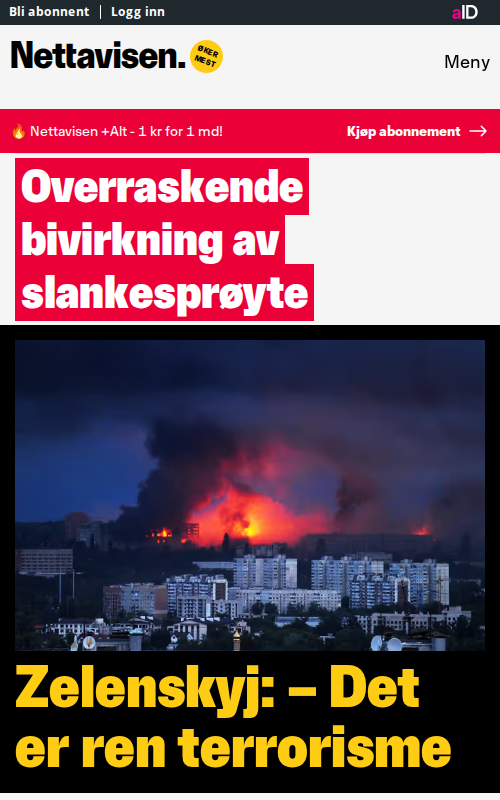 Bli abonnent | Logg inn
aID
Nettavisen.
ØKER
MEST
Meny
Nettavisen +Alt - 1 kr for 1 md!
Kjøp abonnement
Overraskende
bivirkning av
slankesprøyte
Zelenskyj: – Det
er ren terrorisme